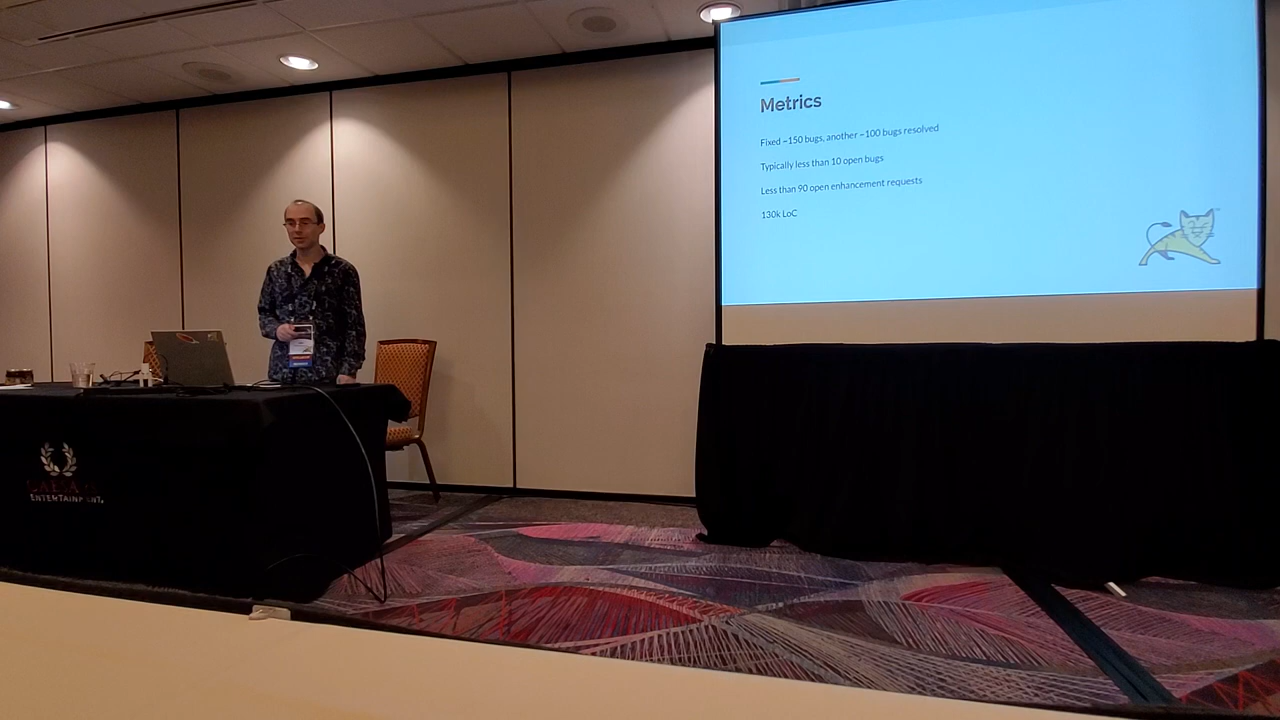 Metrics
Fixed ~150 bugs, another ~100 bugs resolved
Typically less than 10 open bugs
Less than 90 open enhancement requests
130k LoC